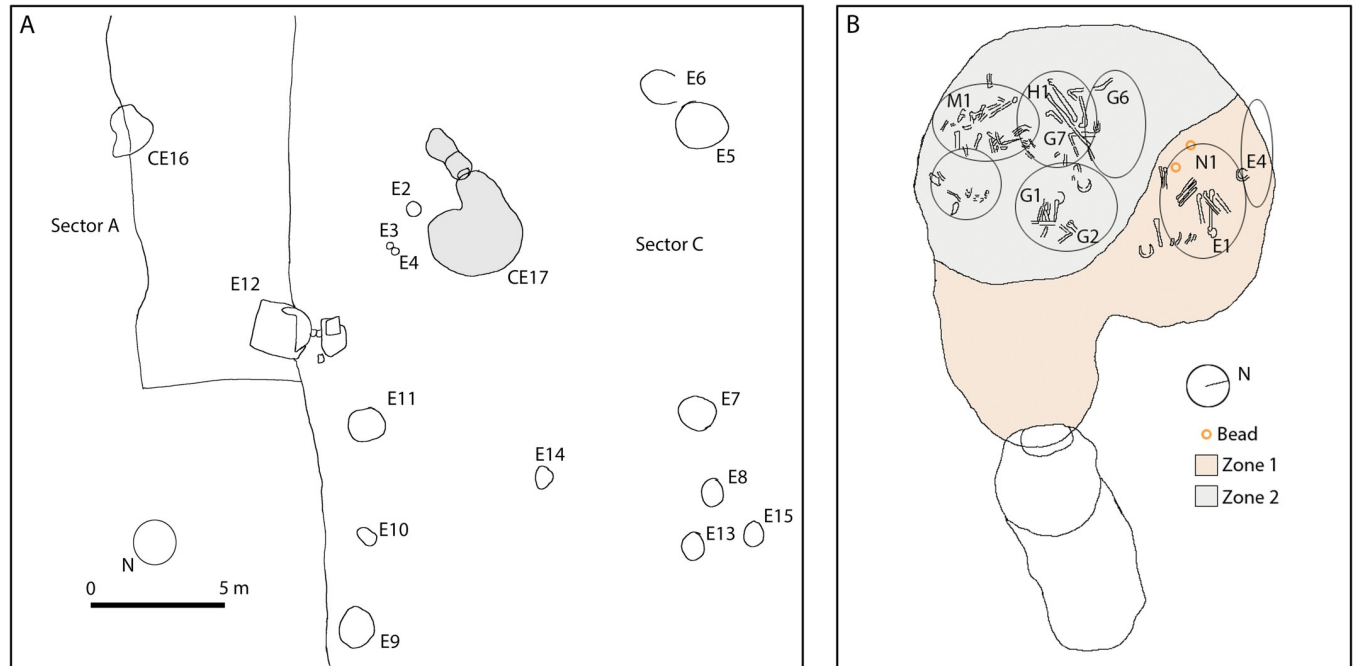 A
E6
E5
CE16
E2
Sector A
E3
E4
Sector C
CE17
E12
E11
E7
E14
E8
E15
E10
E13
N
0 5 m
E9
B
M1
H1
G6
G7
N1
E4
G1
G2
E1
N
Bead
Zone 1
Zone 2